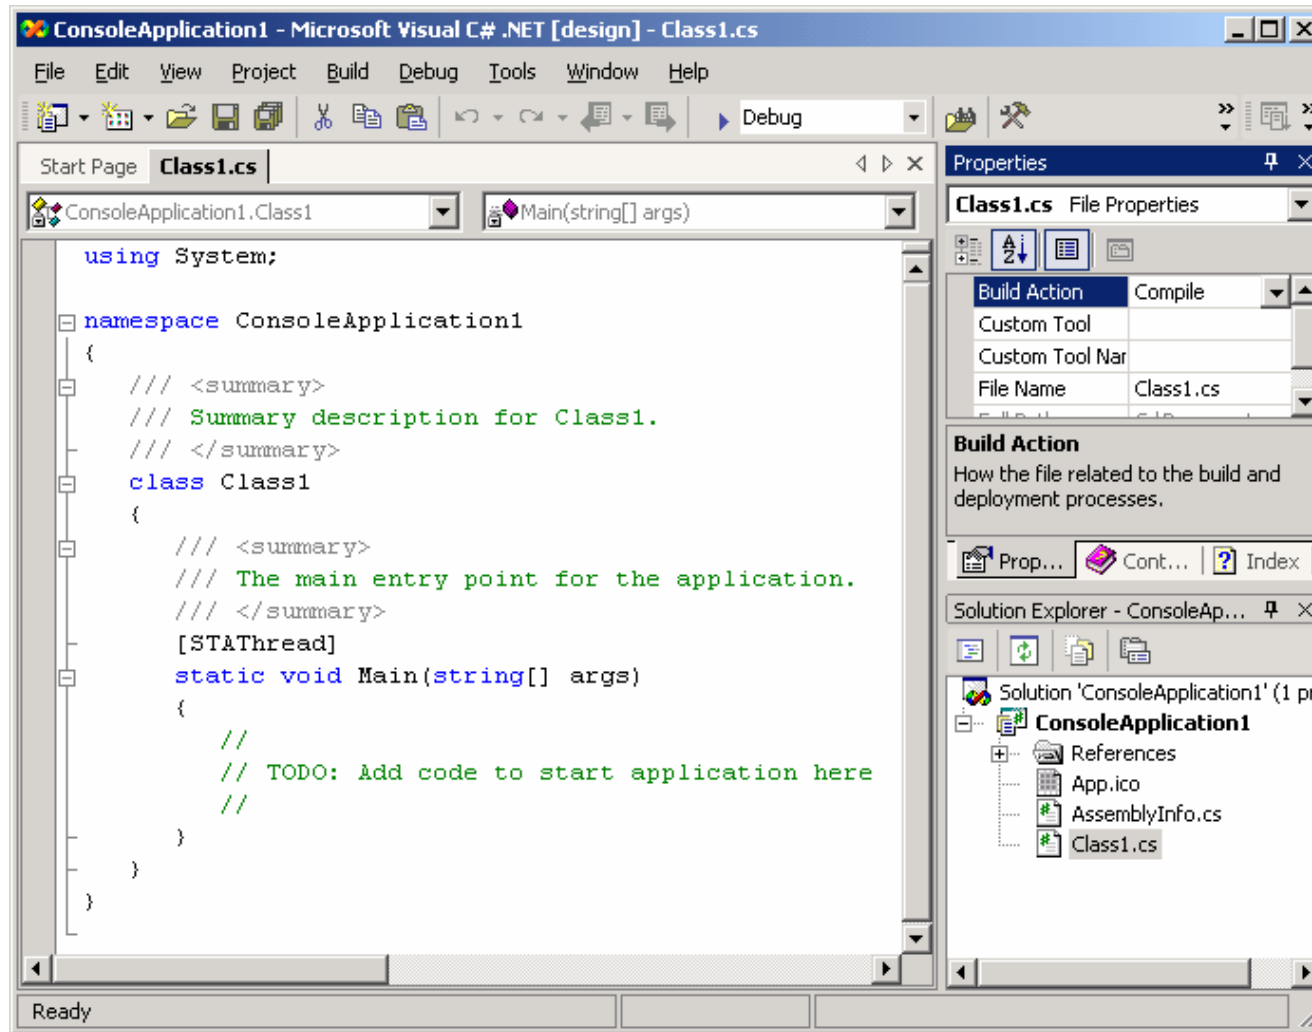 ConsoleApplication1 - Microsoft Visual C# .NET [design] - Class1.cs
File Edit View Project Build Debug Tools Window Help
Debug
Start Page Class1.cs
ConsoleApplication1.Class1 Main(string[] args)
using System;
namespace ConsoleApplication1
{
/// <summary>
/// Summary description for Class1.
/// </summary>
class Class1
{
/// <summary>
/// The main entry point for the application.
/// </summary>
[STAThread]
static void Main(string[] args)
{
//
// TODO: Add code to start application here
//
}
}
}
Properties
Class1.cs File Properties
Build Action Compile
Custom Tool
Custom Tool Nar
File Name Class1.cs
Build Action
How the file related to the build and
deployment processes.
Prop... Cont... Index
Solution Explorer - ConsoleAp...
Solution 'ConsoleApplication1' (1 pr
ConsoleApplication1
References
App.ico
AssemblyInfo.cs
Class1.cs
Ready